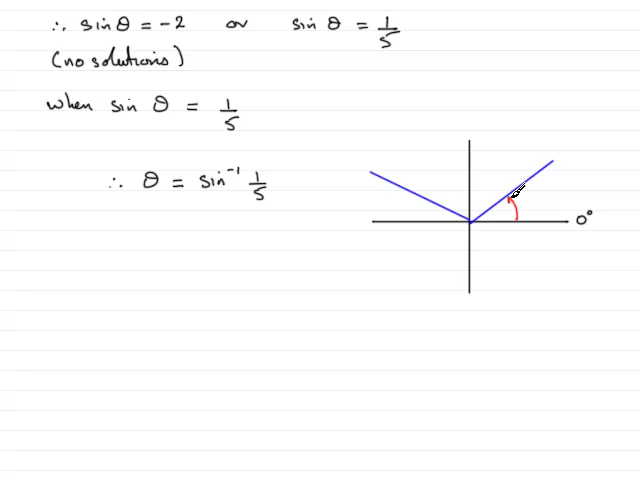 ∴ sin θ = -2 or sin θ = 1/5
(no solutions)
when sin θ = 1/5
∴ θ = sin⁻¹ 1/5
0°